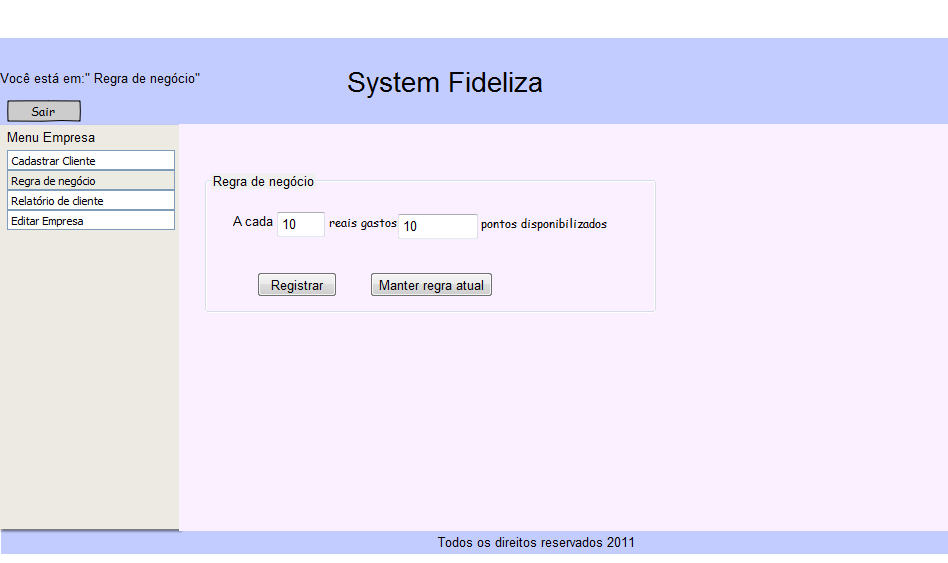 Você está em:" Regra de negócio"
System Fideliza
Sair
Menu Empresa
Cadastrar Cliente
Regra de negócio
Relatório de cliente
Editar Empresa
Regra de negócio
A cada 10 reais gastos 10 pontos disponibilizados
Registrar Manter regra atual
Todos os direitos reservados 2011